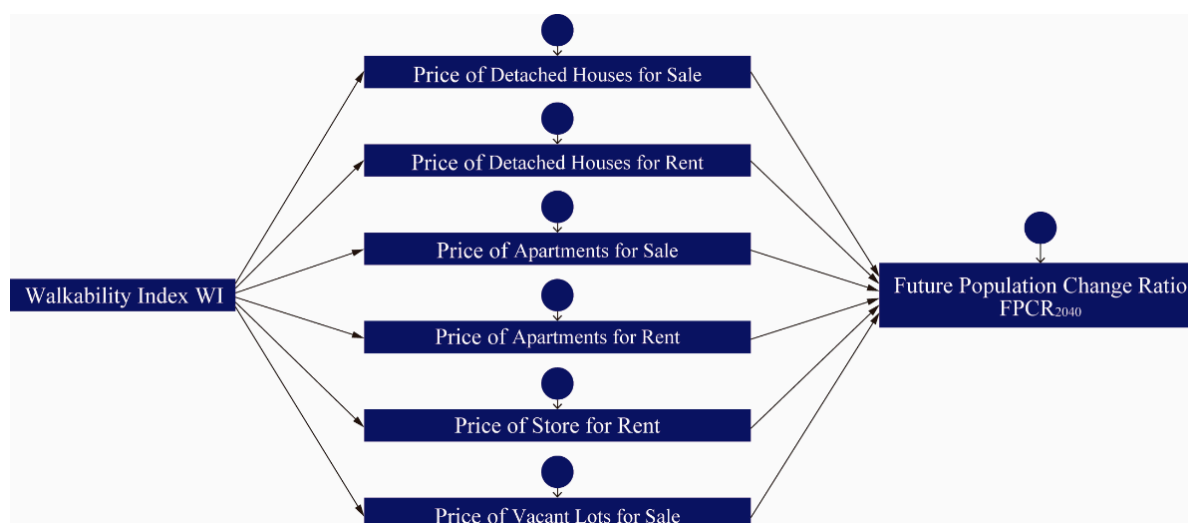 Price of Detached Houses for Sale
Price of Detached Houses for Rent
Price of Apartments for Sale
Walkability Index WI
Future Population Change Ratio
FPCR2040
Price of Apartments for Rent
Price of Store for Rent
Price of Vacant Lots for Sale